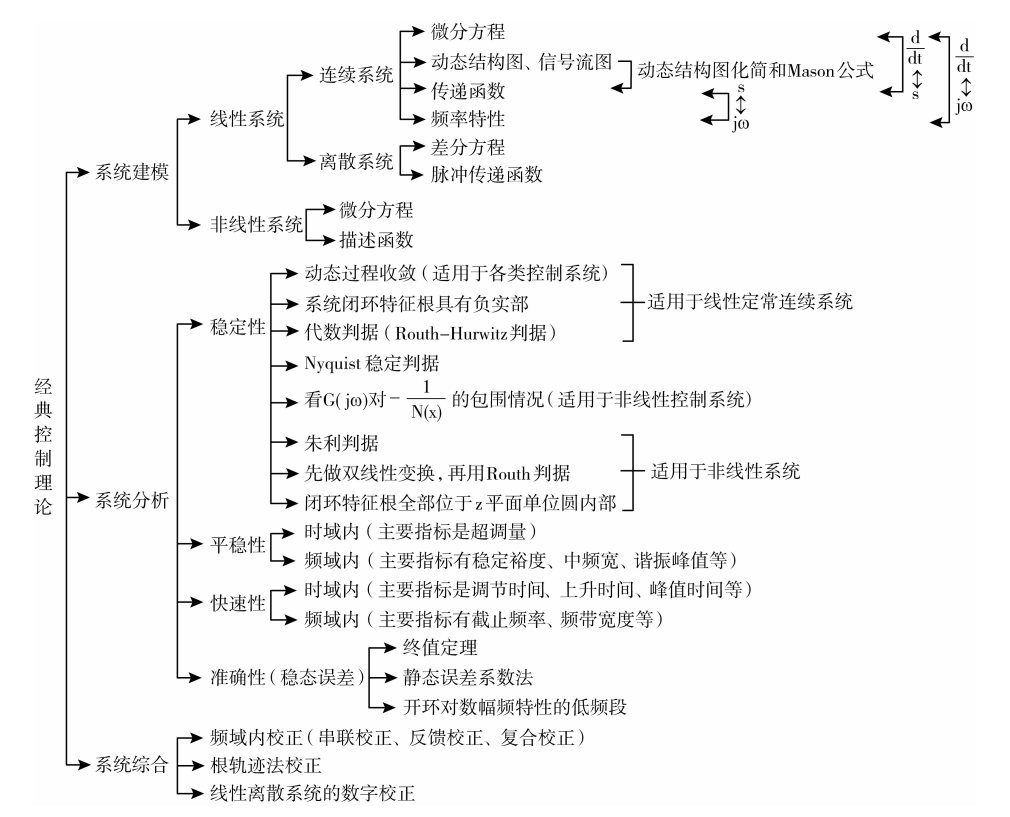 经典控制理论
系统建模
线性系统
连续系统
微分方程
动态结构图、信号流图
传递函数
频率特性
动态结构图化简和Mason公式
s↔jω
d/dt↔s
d/dt↔jω
离散系统
差分方程
脉冲传递函数
非线性系统
微分方程
描述函数
系统分析
稳定性
动态过程收敛(适用于各类控制系统)
系统闭环特征根具有负实部
代数判据(Routh-Hurwitz判据)
适用于线性定常连续系统
Nyquist稳定判据
看G(jω)对-1/N(x)的包围情况(适用于非线性控制系统)
朱利判据
先做双线性变换,再用Routh判据
闭环特征根全部位于z平面单位圆内部
适用于非线性系统
平稳性
时域内(主要指标是超调量)
频域内(主要指标有稳定裕度、中频宽、谐振峰值等)
快速性
时域内(主要指标是调节时间、上升时间、峰值时间等)
频域内(主要指标有截止频率、频带宽度等)
准确性(稳态误差)
终值定理
静态误差系数法
开环对数幅频特性的低频段
系统综合
频域内校正(串联校正、反馈校正、复合校正)
根轨迹法校正
线性离散系统的数字校正